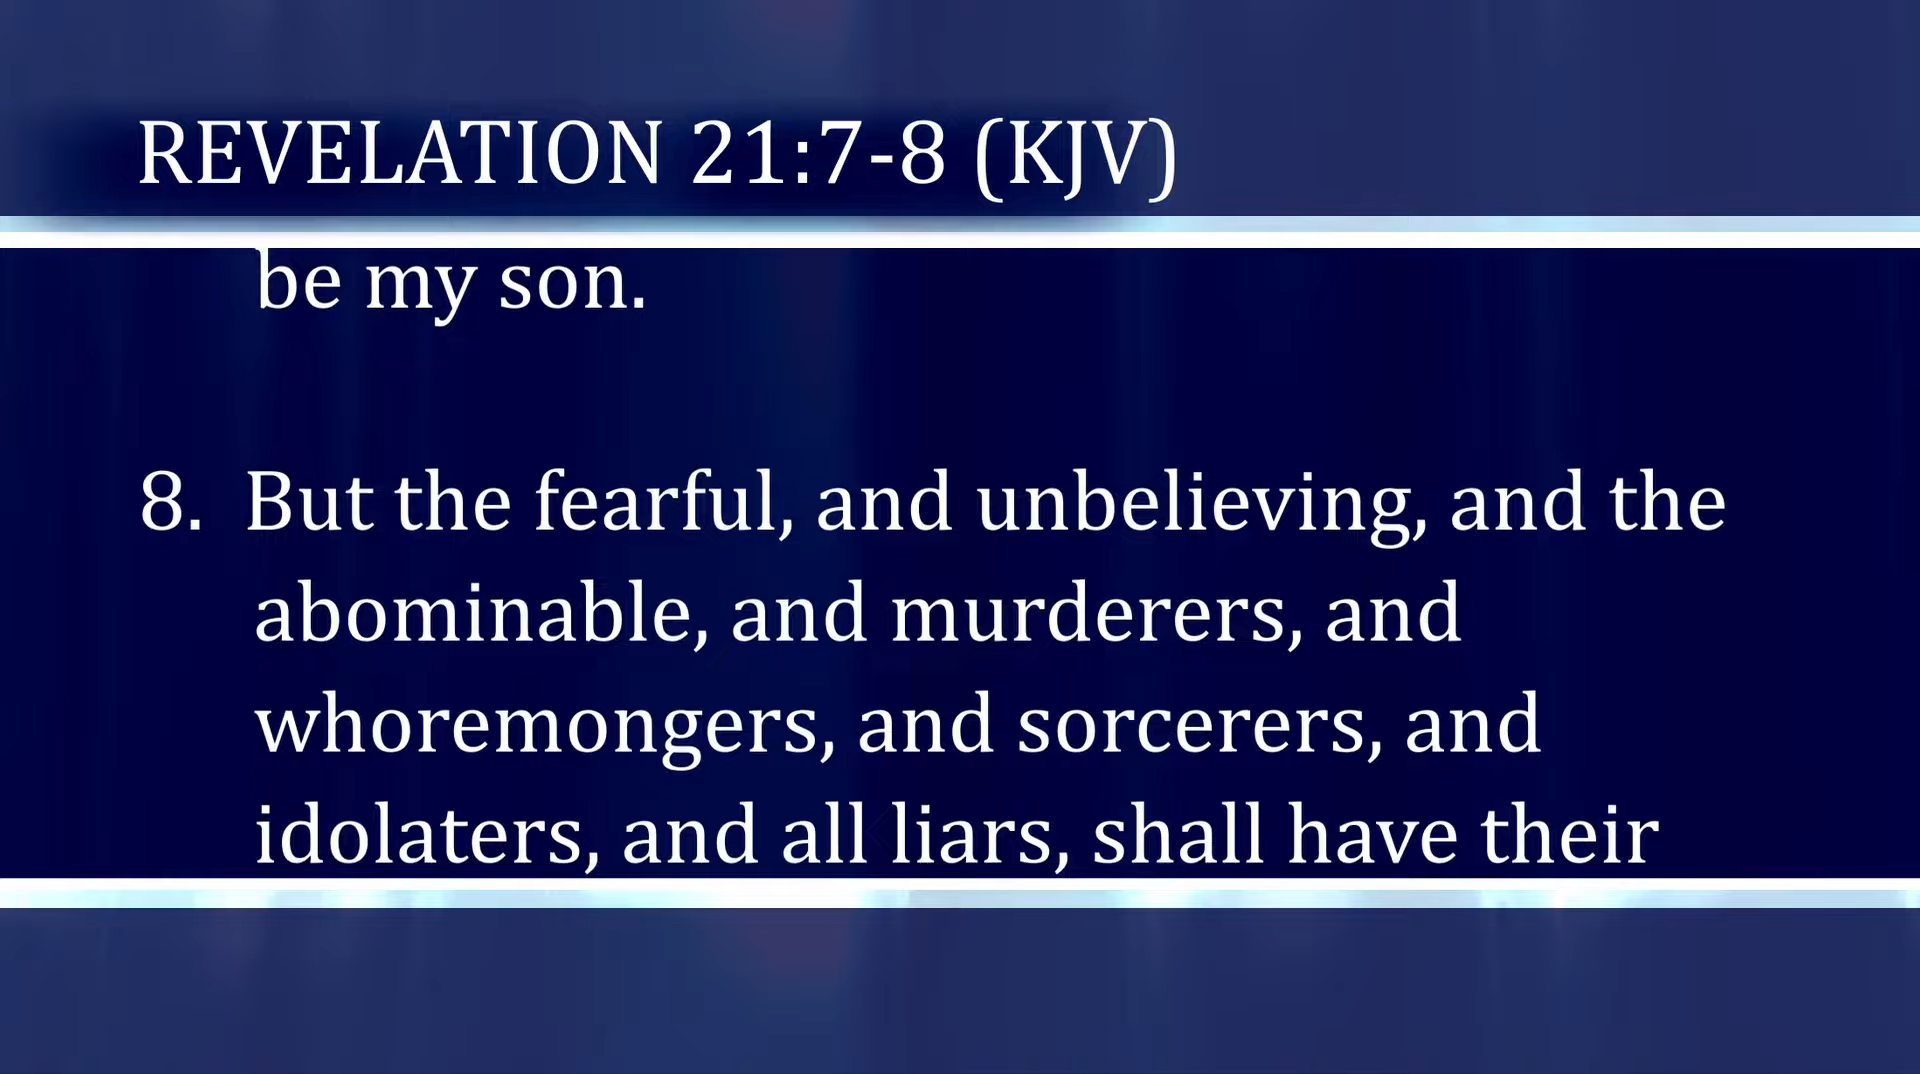 REVELATION 21:7-8 (KJV)
be my son.
8. But the fearful, and unbelieving, and the
abominable, and murderers, and
whoremongers, and sorcerers, and
idolaters, and all liars, shall have their